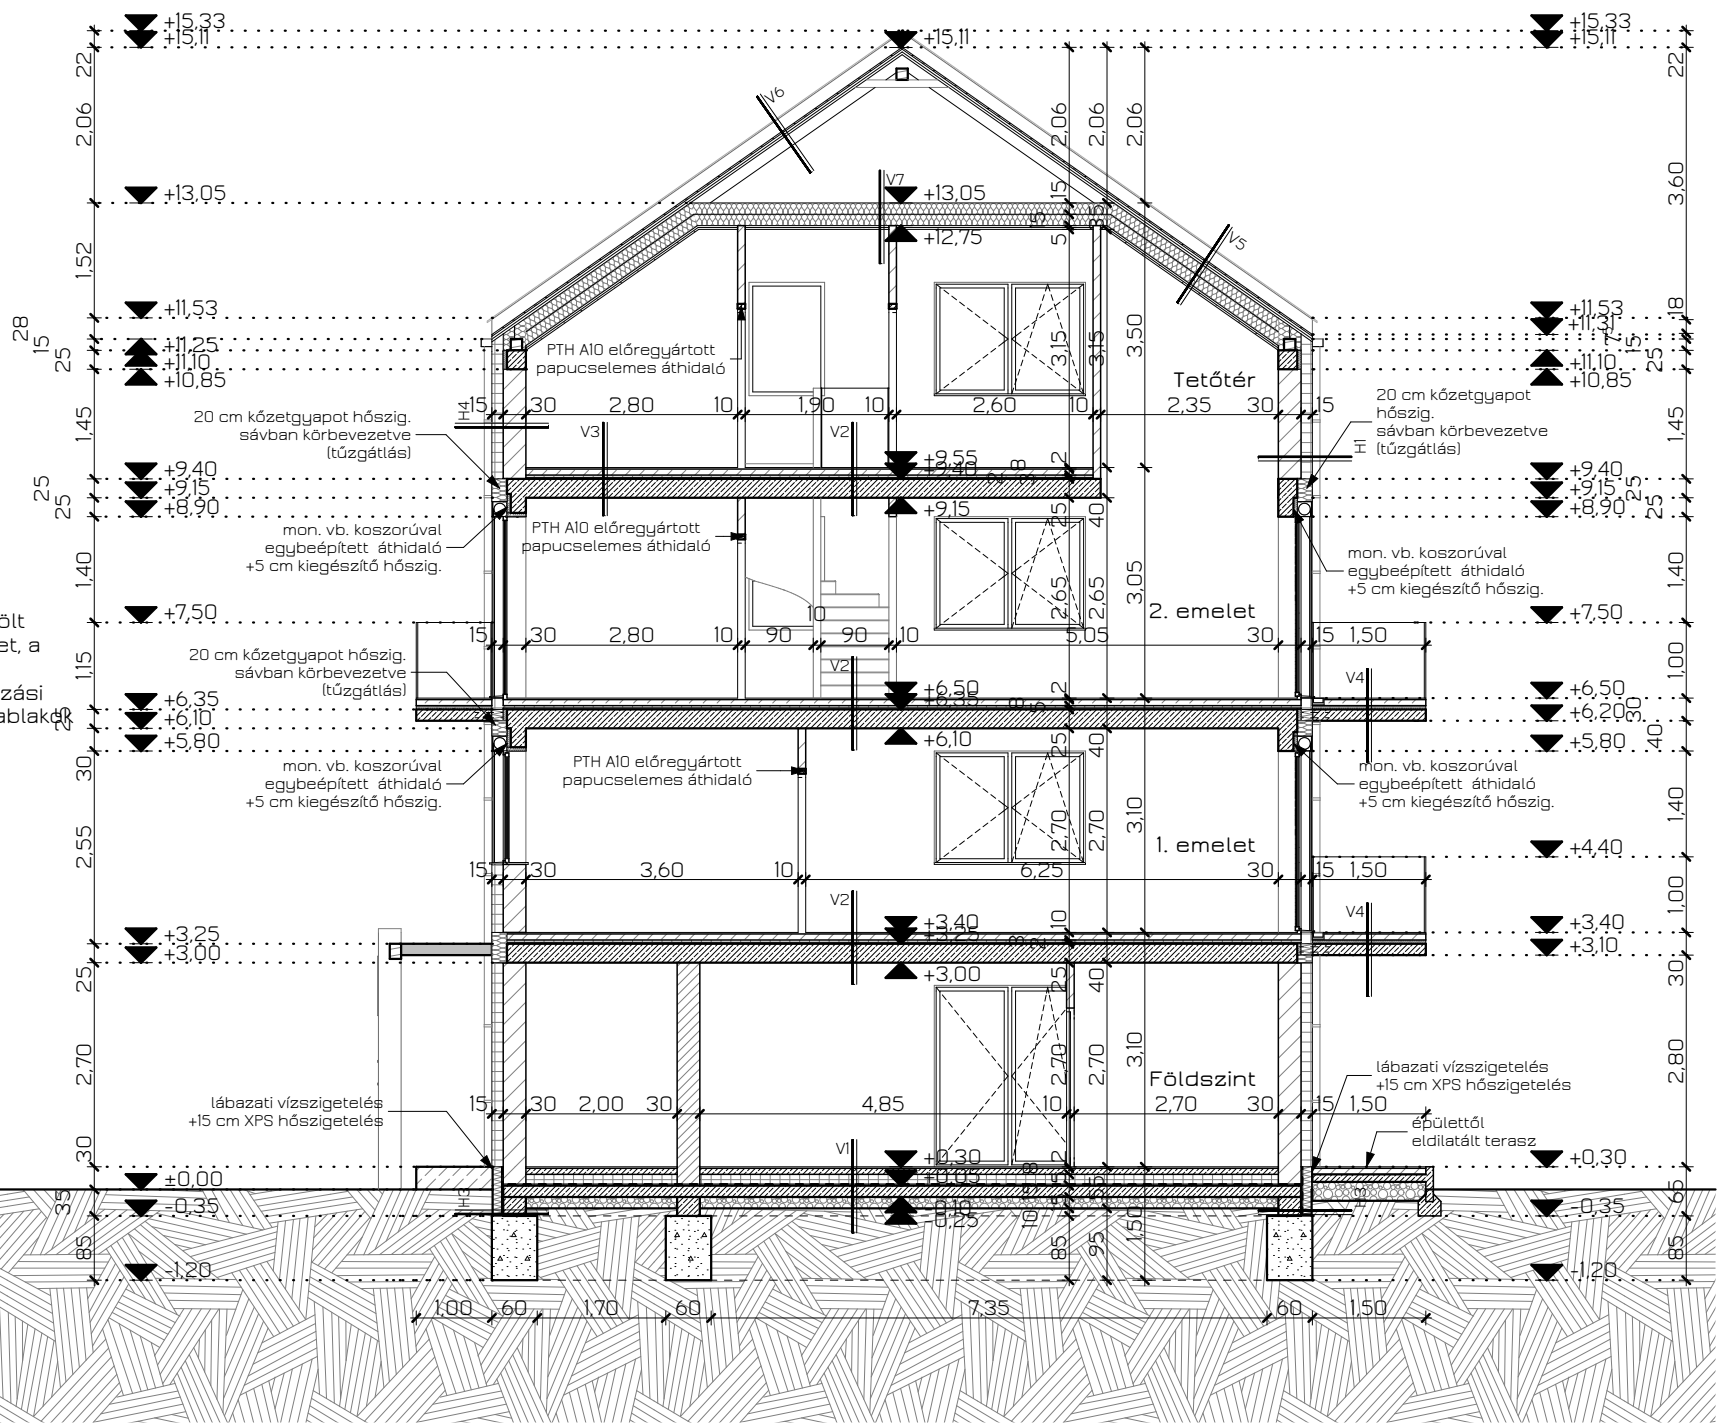 +15,33
+15,11
+13,05
+11,53
+11,25
+11,10
+10,85
+9,40
+9,15
+8,90
+7,50
+6,35
+6,10
+5,80
+3,25
+3,00
±0,00
-0,35
-1,20
22
2,06
1,52
28
15
25
1,45
25
25
1,40
1,15
25
30
2,55
25
2,70
30
35
85
ölt
et, a
zási
ablakok
20 cm kőzetgyapot hőszig.
sávban körbevezetve
(tűzgátlás)
mon. vb. koszorúval
egybeépített áthidaló
+5 cm kiegészítő hőszig.
20 cm kőzetgyapot hőszig.
sávban körbevezetve
(tűzgátlás)
mon. vb. koszorúval
egybeépített áthidaló
+5 cm kiegészítő hőszig.
lábazati vízszigetelés
+15 cm XPS hőszigetelés
+15,11
V6
V7
+13,05
+12,75
V5
2,06 2,06 2,06
15
15
35
5
PTH A10 előregyártott
papucselemes áthidaló
3,15 3,15 3,50
Tetőtér
H4
15 30 2,80 10 1,90 10 2,60 10 2,35 30 15
V3
V2
H1
+9,55
+9,40
+9,15
2
25
40
PTH A10 előregyártott
papucselemes áthidaló
2,65 2,65 3,05
2. emelet
10
15 30 2,80 10 90 90 10 5,05 30 15 1,50
V2
V4
+6,50
+6,35
+6,10
2
25
40
PTH A10 előregyártott
papucselemes áthidaló
2,70 2,70 3,10
1. emelet
15 30 3,60 10 6,25 30 15 1,50
V2
V4
+3,40
+3,25
+3,00
10
25
40
2,70 2,70 3,10
Földszint
15 30 2,00 30 4,85 10 2,70 30 15 1,50
V1
+0,30
+0,05
-0,10
-0,25
H3
H3
85
95
1,50
1,00 60 1,70 60 7,35 60 1,50
20 cm kőzetgyapot
hőszig.
sávban körbevezetve
(tűzgátlás)
mon. vb. koszorúval
egybeépített áthidaló
+5 cm kiegészítő hőszig.
mon. vb. koszorúval
egybeépített áthidaló
+5 cm kiegészítő hőszig.
lábazati vízszigetelés
+15 cm XPS hőszigetelés
épülettől
eldilatált terasz
+15,33
+15,11
+11,53
+11,31
+11,10
+10,85
+9,40
+9,15
+8,90
+7,50
+6,50
+6,20
+5,80
+4,40
+3,40
+3,10
+0,30
-0,35
-1,20
22
3,60
18
15
25
1,45
25
25
1,40
1,00
30
40
1,40
1,00
30
2,80
65
85